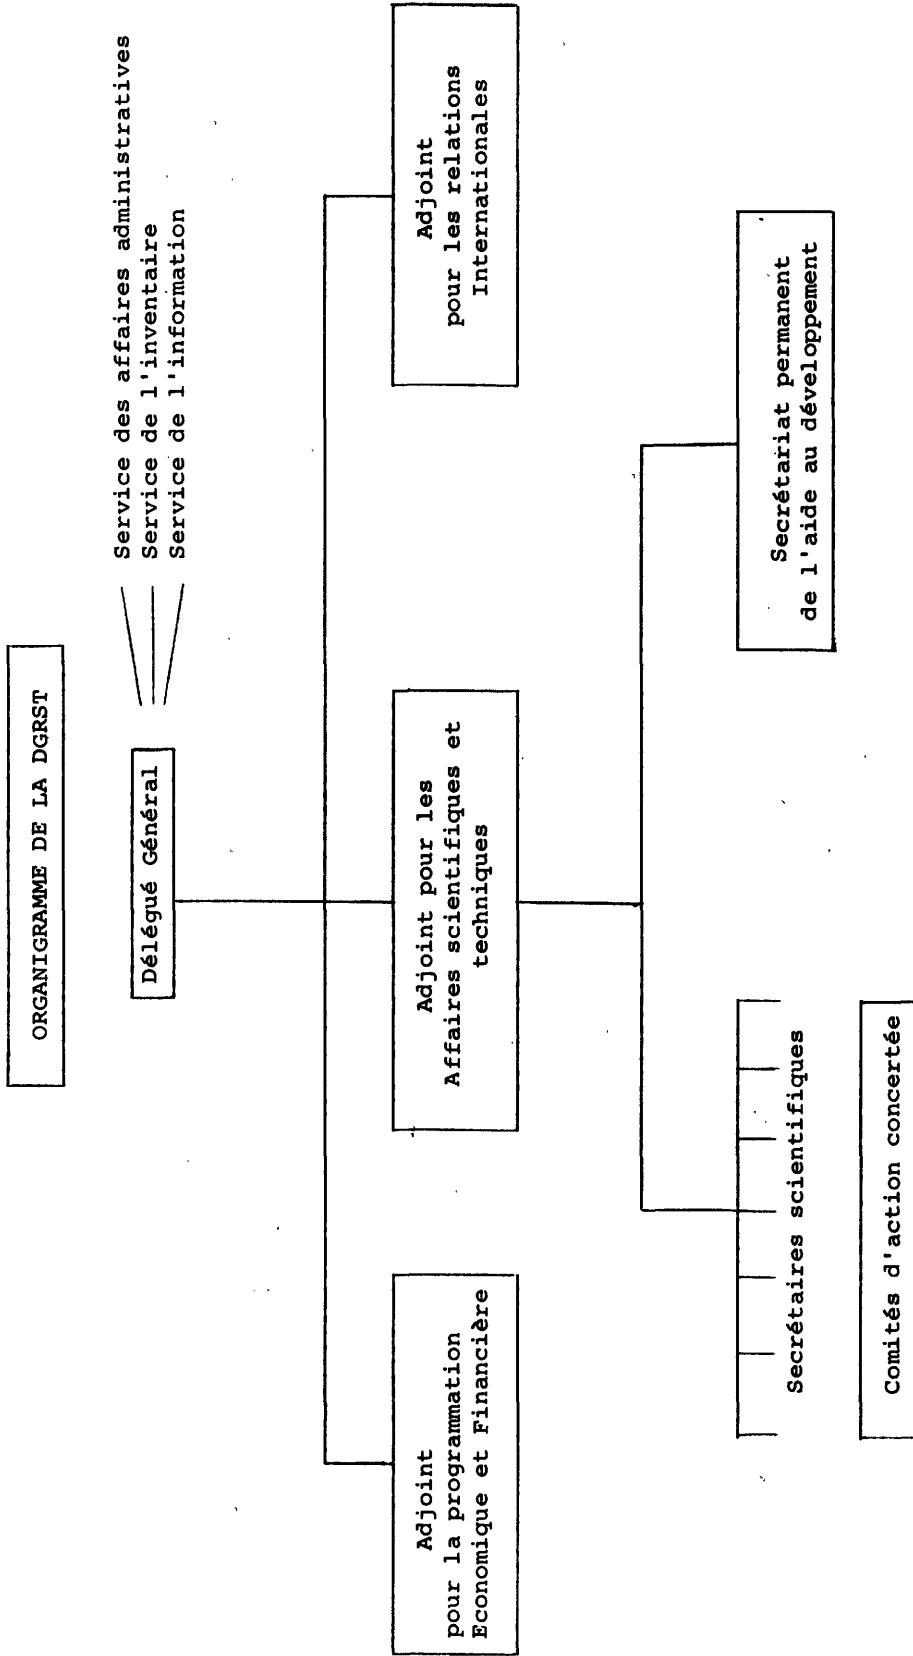 ORGANIGRAMME DE LA DGRST
Délégué Général
Service des affaires administratives
Service de l'inventaire
Service de l'information
Adjoint
pour la programmation
Economique et Financière
Adjoint pour les
Affaires scientifiques et
techniques
Adjoint
pour les relations
Internationales
Secrétaires scientifiques
Comités d'action concertée
Secrétariat permanent
de l'aide au développement